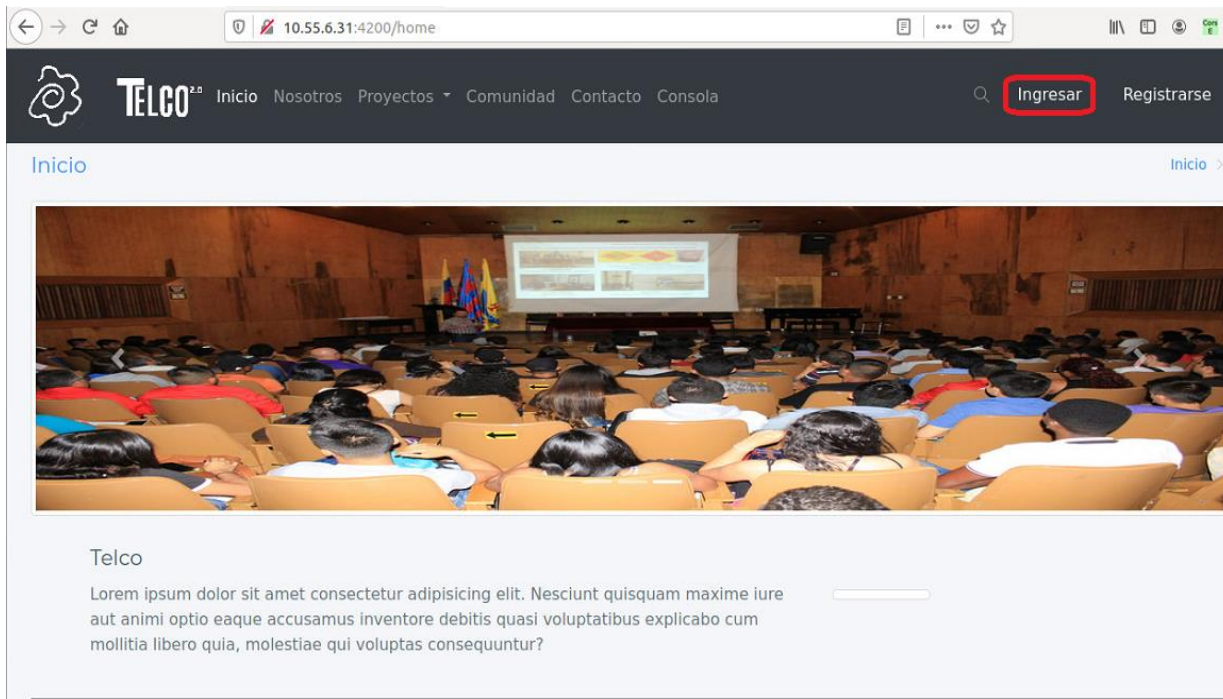 10.55.6.31:4200/home
Cors
E
TELCO 2.0 Inicio Nosotros Proyectos Comunidad Contacto Consola Ingresar Registrarse
Inicio
Inicio
Telco
Lorem ipsum dolor sit amet consectetur adipisicing elit. Nesciunt quisquam maxime iure
aut animi optio eaque accusamus inventore debitis quasi voluptatibus explicabo cum
mollitia libero quia, molestiae qui voluptas consequuntur?